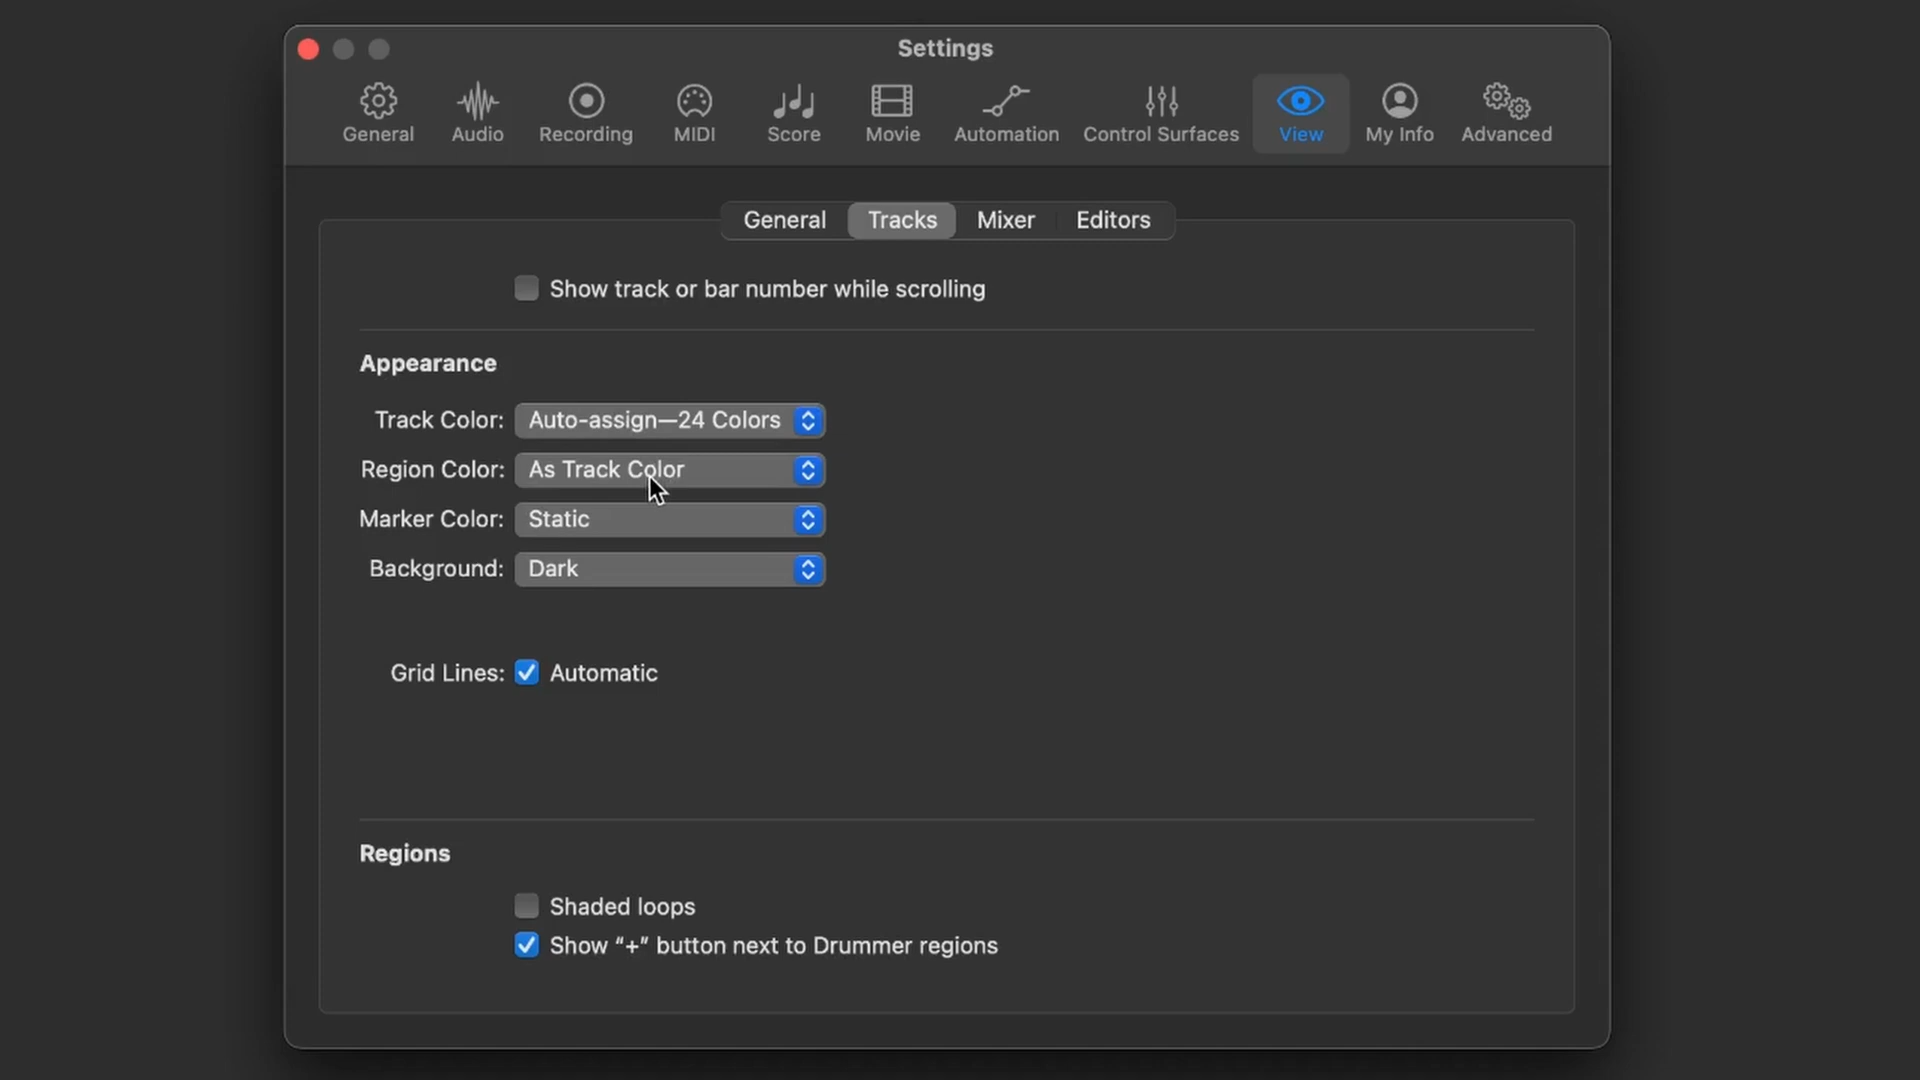 Settings
General Audio Recording MIDI Score Movie Automation Control Surfaces View My Info Advanced
General Tracks Mixer Editors
Show track or bar number while scrolling
Appearance
Track Color: Auto-assign—24 Colors
Region Color: As Track Color
Marker Color: Static
Background: Dark
Grid Lines: Automatic
Regions
Shaded loops
Show “+” button next to Drummer regions